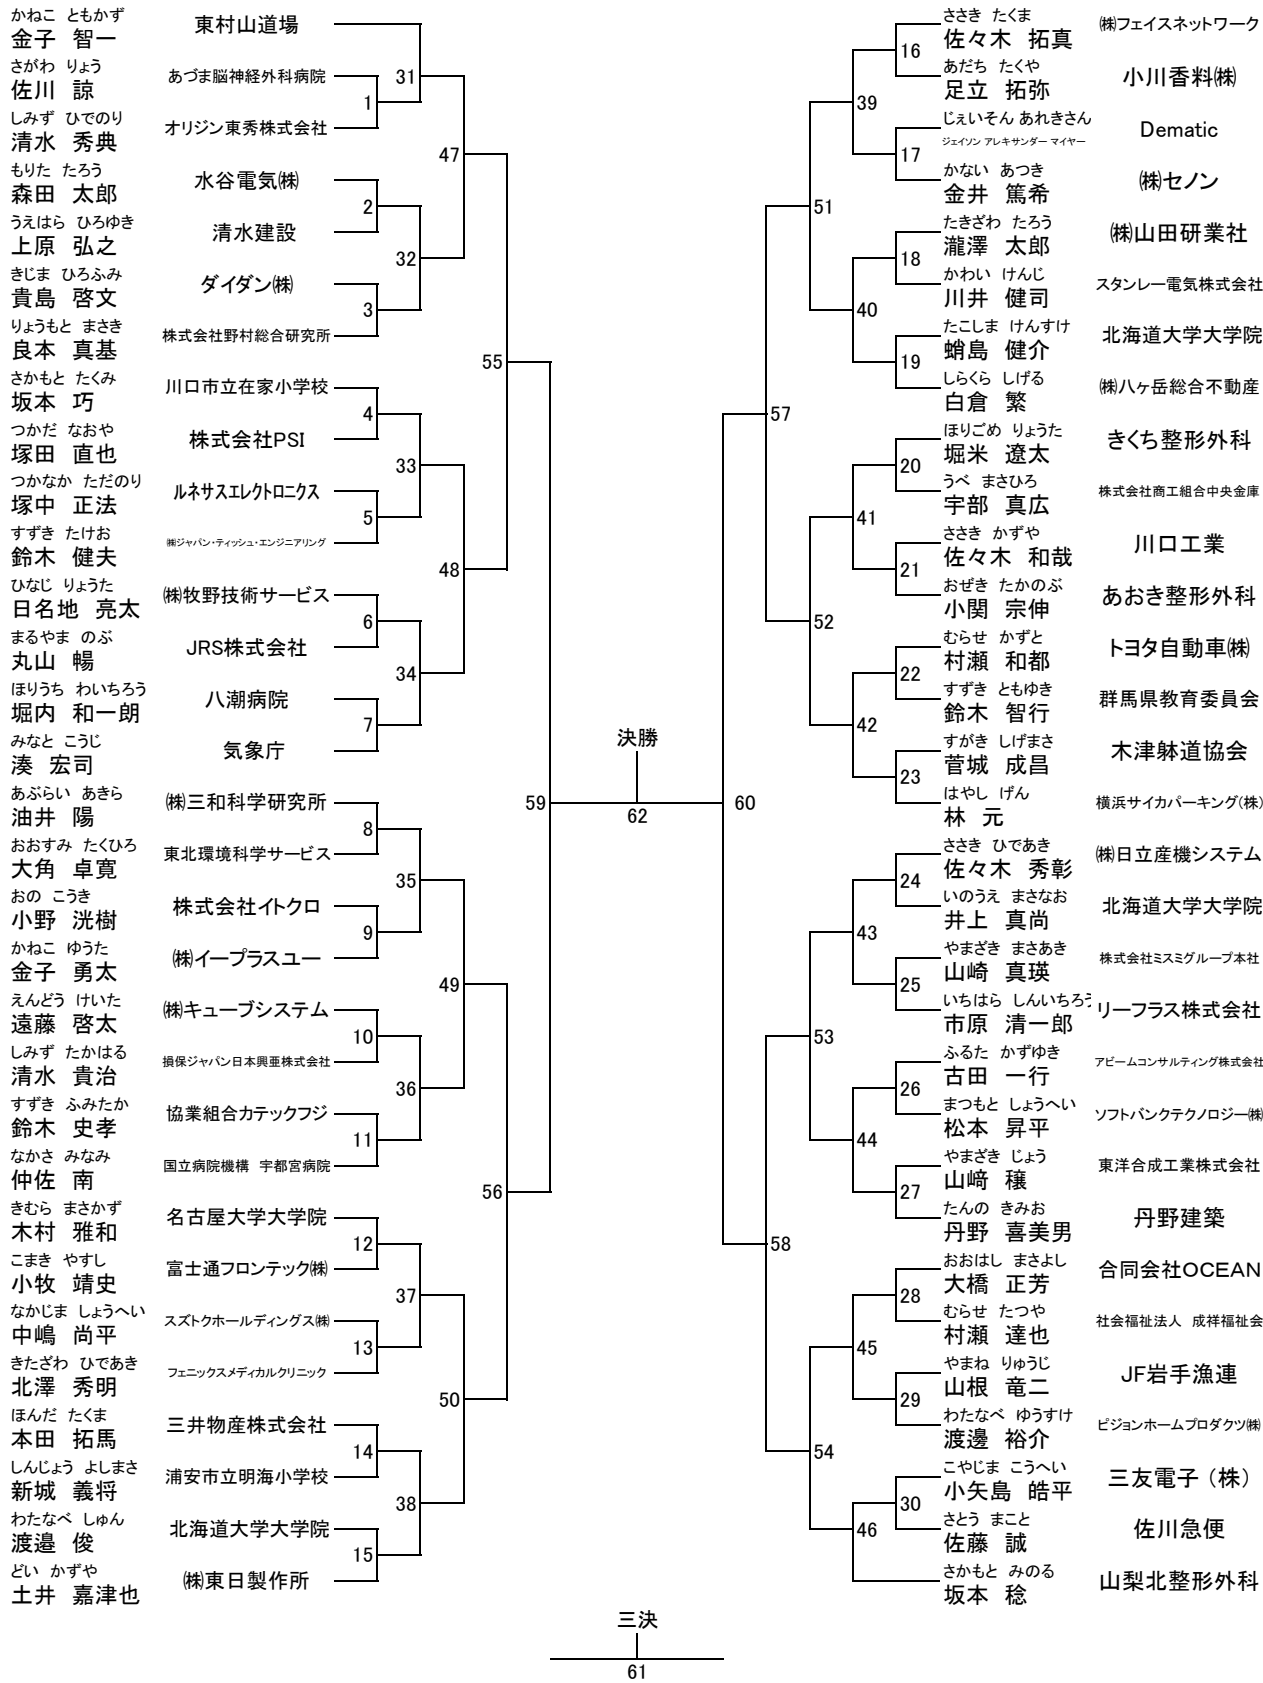 かねこ ともかず
金子 智一 東村山道場
さがわ りょう
佐川 諒 あづま脳神経外科病院
しみず ひでのり
清水 秀典 オリジン東秀株式会社
もりた たろう
森田 太郎 水谷電気㈱
うえはら ひろゆき
上原 弘之 清水建設
きじま ひろふみ
貴島 啓文 ダイダン㈱
りょうもと まさき
良本 真基 株式会社野村総合研究所
さかもと たくみ
坂本 巧 川口市立在家小学校
つかだ なおや
塚田 直也 株式会社PSI
つかなか ただのり
塚中 正法 ルネサスエレクトロニクス
すずき たけお
鈴木 健夫 ㈱ジャパン・ティッシュ・エンジニアリング
ひなじ りょうた
日名地 亮太 ㈱牧野技術サービス
まるやま のぶ
丸山 暢 JRS株式会社
ほりうち わいちろう
堀内 和一朗 八潮病院
みなと こうじ
湊 宏司 気象庁
あぶらい あきら
油井 陽 ㈱三和科学研究所
おおすみ たくひろ
大角 卓寛 東北環境科学サービス
おの こうき
小野 洸樹 株式会社イトクロ
かねこ ゆうた
金子 勇太 ㈱イープラスユー
えんどう けいた
遠藤 啓太 ㈱キューブシステム
しみず たかはる
清水 貴治 損保ジャパン日本興亜株式会社
すずき ふみたか
鈴木 史孝 協業組合カテックフジ
なかさ みなみ
仲佐 南 国立病院機構 宇都宮病院
きむら まさかず
木村 雅和 名古屋大学大学院
こまき やすし
小牧 靖史 富士通フロンテック㈱
なかじま しょうへい
中嶋 尚平 スズトクホールディングス㈱
きたざわ ひであき
北澤 秀明 フェニックスメディカルクリニック
ほんだ たくま
本田 拓馬 三井物産株式会社
しんじょう よしまさ
新城 義将 浦安市立明海小学校
わたなべ しゅん
渡邉 俊 北海道大学大学院
どい かずや
土井 嘉津也 ㈱東日製作所
1
2
3
4
5
6
7
8
9
10
11
12
13
14
15
31
32
33
34
35
36
37
38
47
48
49
50
55
56
59
決勝
62
三決
61
60
57
58
51
52
53
54
39
40
41
42
43
44
45
46
16
17
18
19
20
21
22
23
24
25
26
27
28
29
30
ささき たくま
佐々木 拓真 ㈱フェイスネットワーク
あだち たくや
足立 拓弥 小川香料㈱
じぇいそん あれきさん
ジェイソン アレキサンダー マイヤー Dematic
かない あつき
金井 篤希 ㈱セノン
たきざわ たろう
瀧澤 太郎 ㈱山田研業社
かわい けんじ
川井 健司 スタンレー電気株式会社
たこしま けんすけ
蛸島 健介 北海道大学大学院
しらくら しげる
白倉 繁 ㈱八ヶ岳総合不動産
ほりごめ りょうた
堀米 遼太 きくち整形外科
うべ まさひろ
宇部 真広 株式会社商工組合中央金庫
ささき かずや
佐々木 和哉 川口工業
おぜき たかのぶ
小関 宗伸 あおき整形外科
むらせ かずと
村瀬 和都 トヨタ自動車㈱
すずき ともゆき
鈴木 智行 群馬県教育委員会
すがき しげまさ
菅城 成昌 木津躰道協会
はやし げん
林 元 横浜サイカパーキング(株)
ささき ひであき
佐々木 秀彰 ㈱日立産機システム
いのうえ まさなお
井上 真尚 北海道大学大学院
やまざき まさあき
山崎 真瑛 株式会社ミスミグループ本社
いちはら しんいちろう
市原 清一郎 リーフラス株式会社
ふるた かずゆき
古田 一行 アビームコンサルティング株式会社
まつもと しょうへい
松本 昇平 ソフトバンクテクノロジー㈱
やまざき じょう
山﨑 穣 東洋合成工業株式会社
たんの きみお
丹野 喜美男 丹野建築
おおはし まさよし
大橋 正芳 合同会社OCEAN
むらせ たつや
村瀬 達也 社会福祉法人 成祥福祉会
やまね りゅうじ
山根 竜二 JF岩手漁連
わたなべ ゆうすけ
渡邊 裕介 ピジョンホームプロダクツ㈱
こやじま こうへい
小矢島 皓平 三友電子（株）
さとう まこと
佐藤 誠 佐川急便
さかもと みのる
坂本 稔 山梨北整形外科